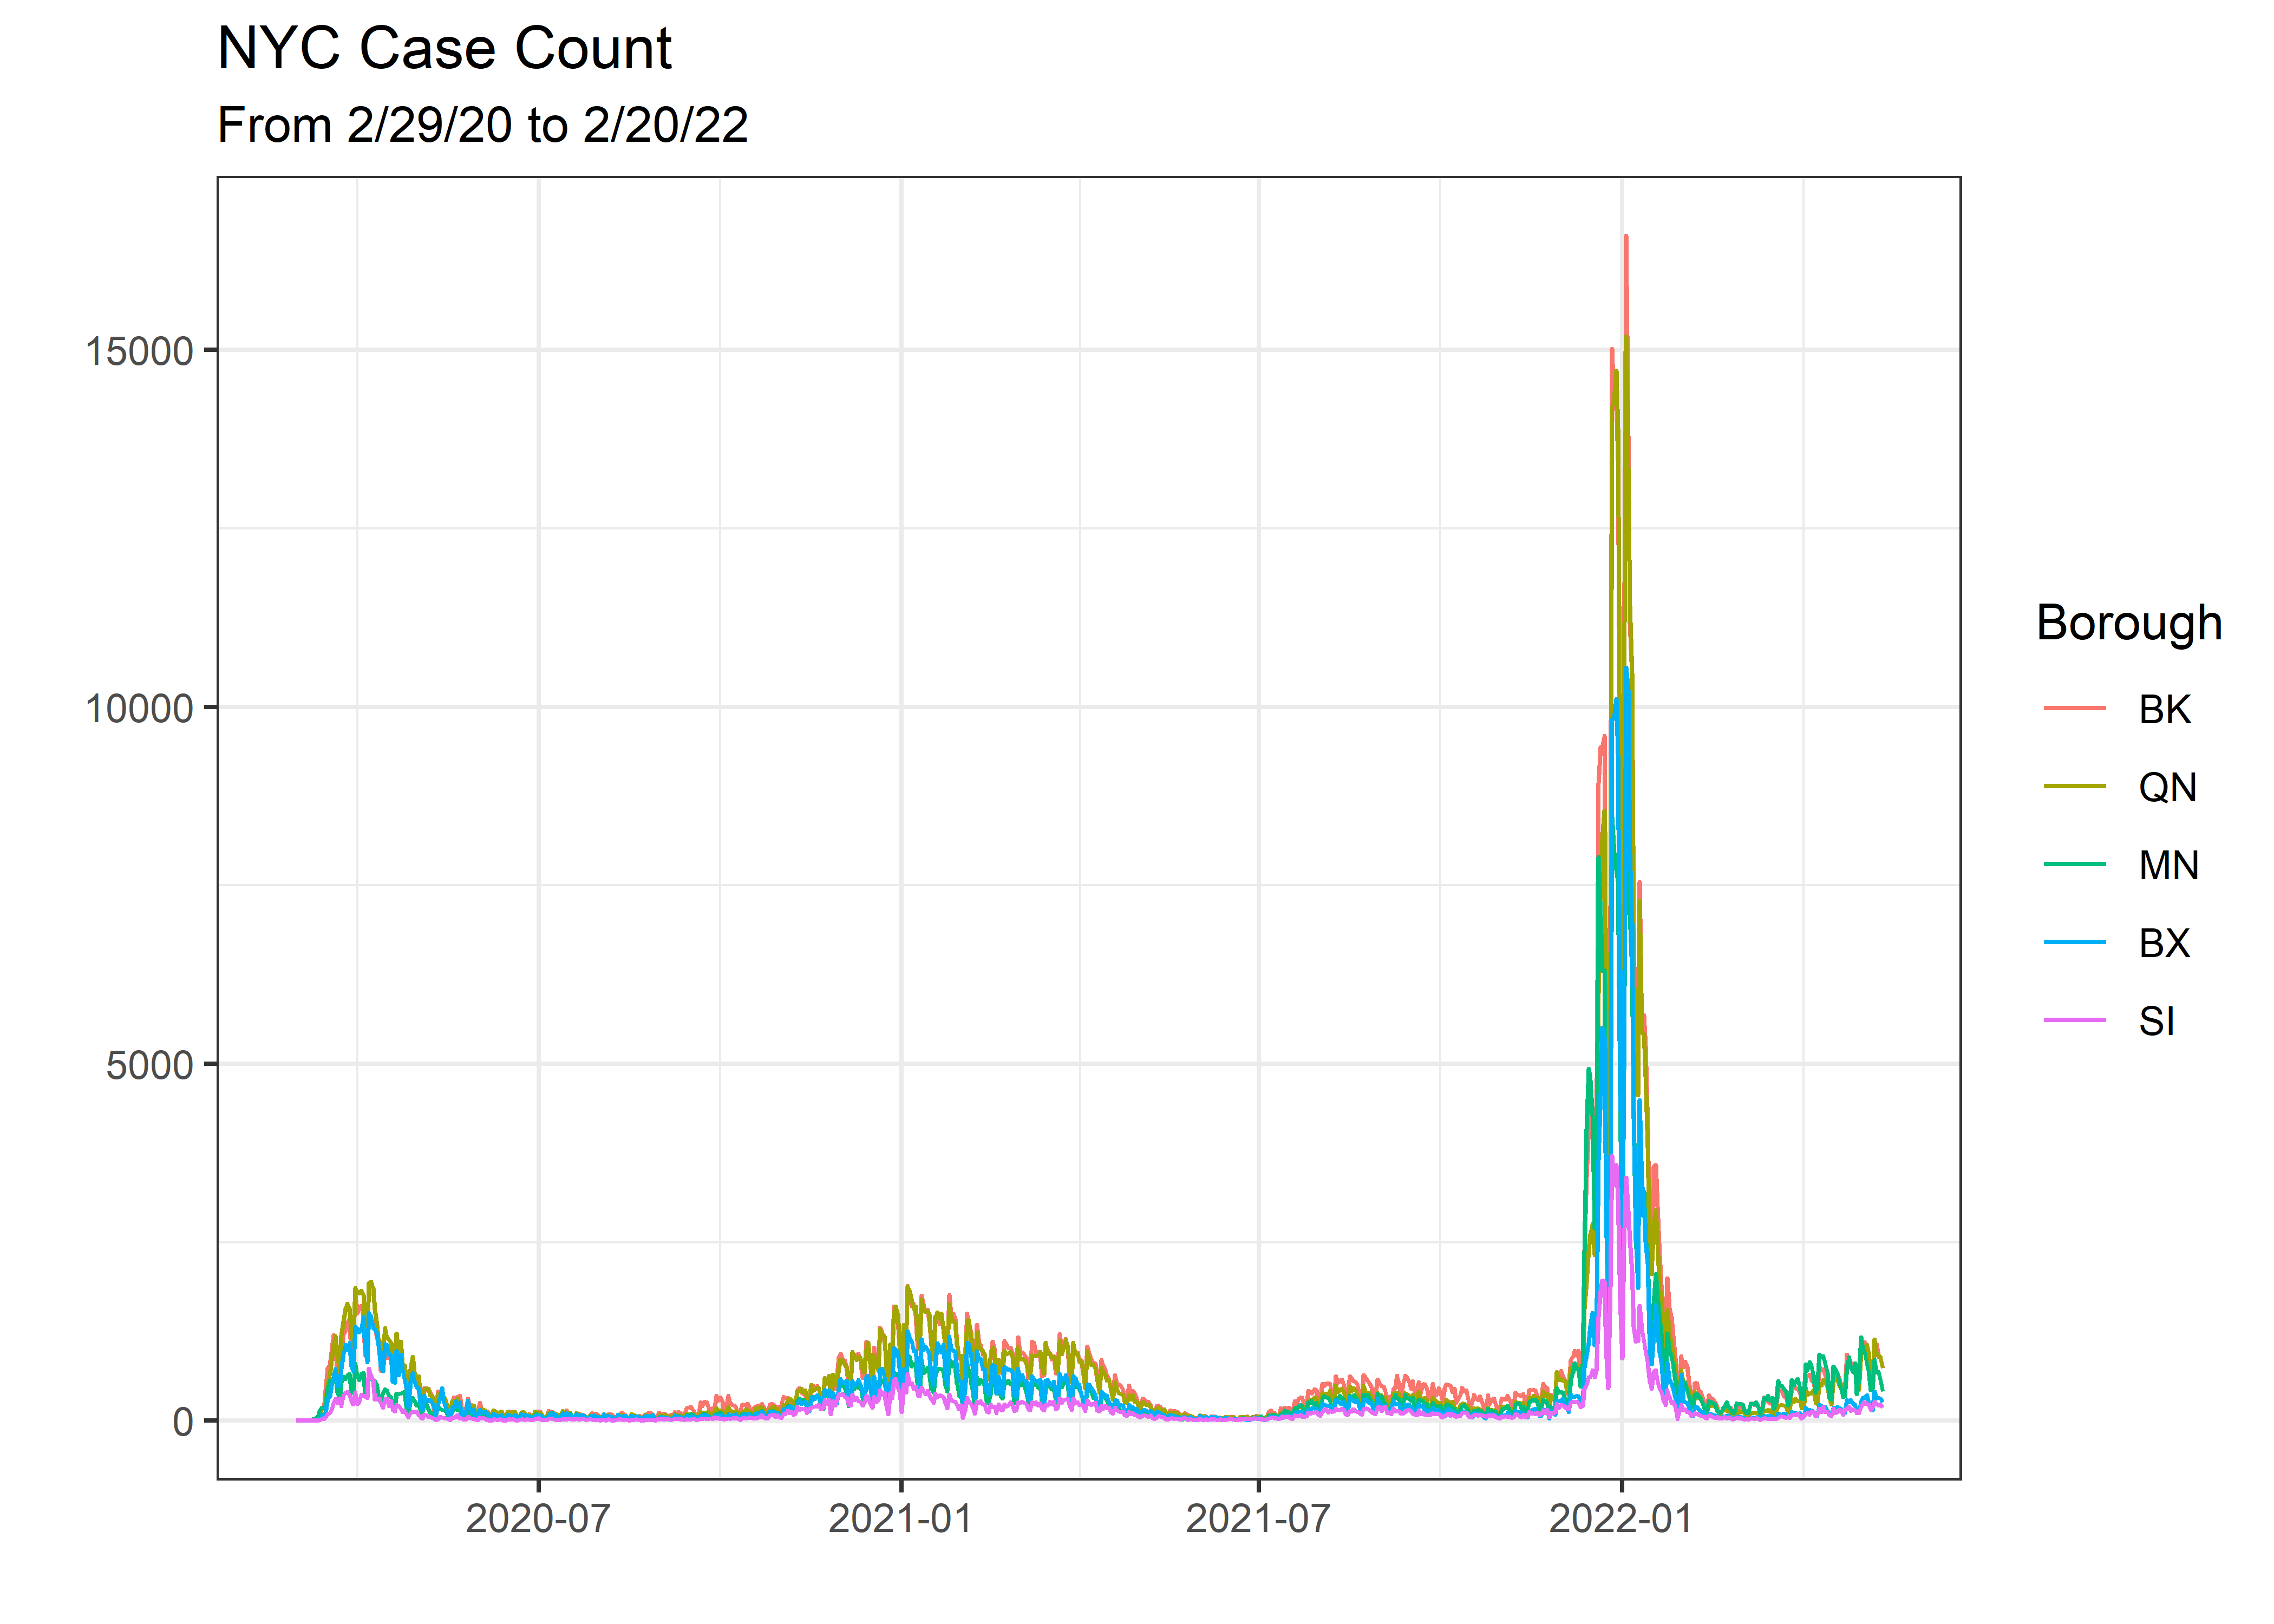 NYC Case Count
From 2/29/20 to 2/20/22
15000
10000
5000
0
2020-07
2021-01
2021-07
2022-01
Borough
BK
QN
MN
BX
SI